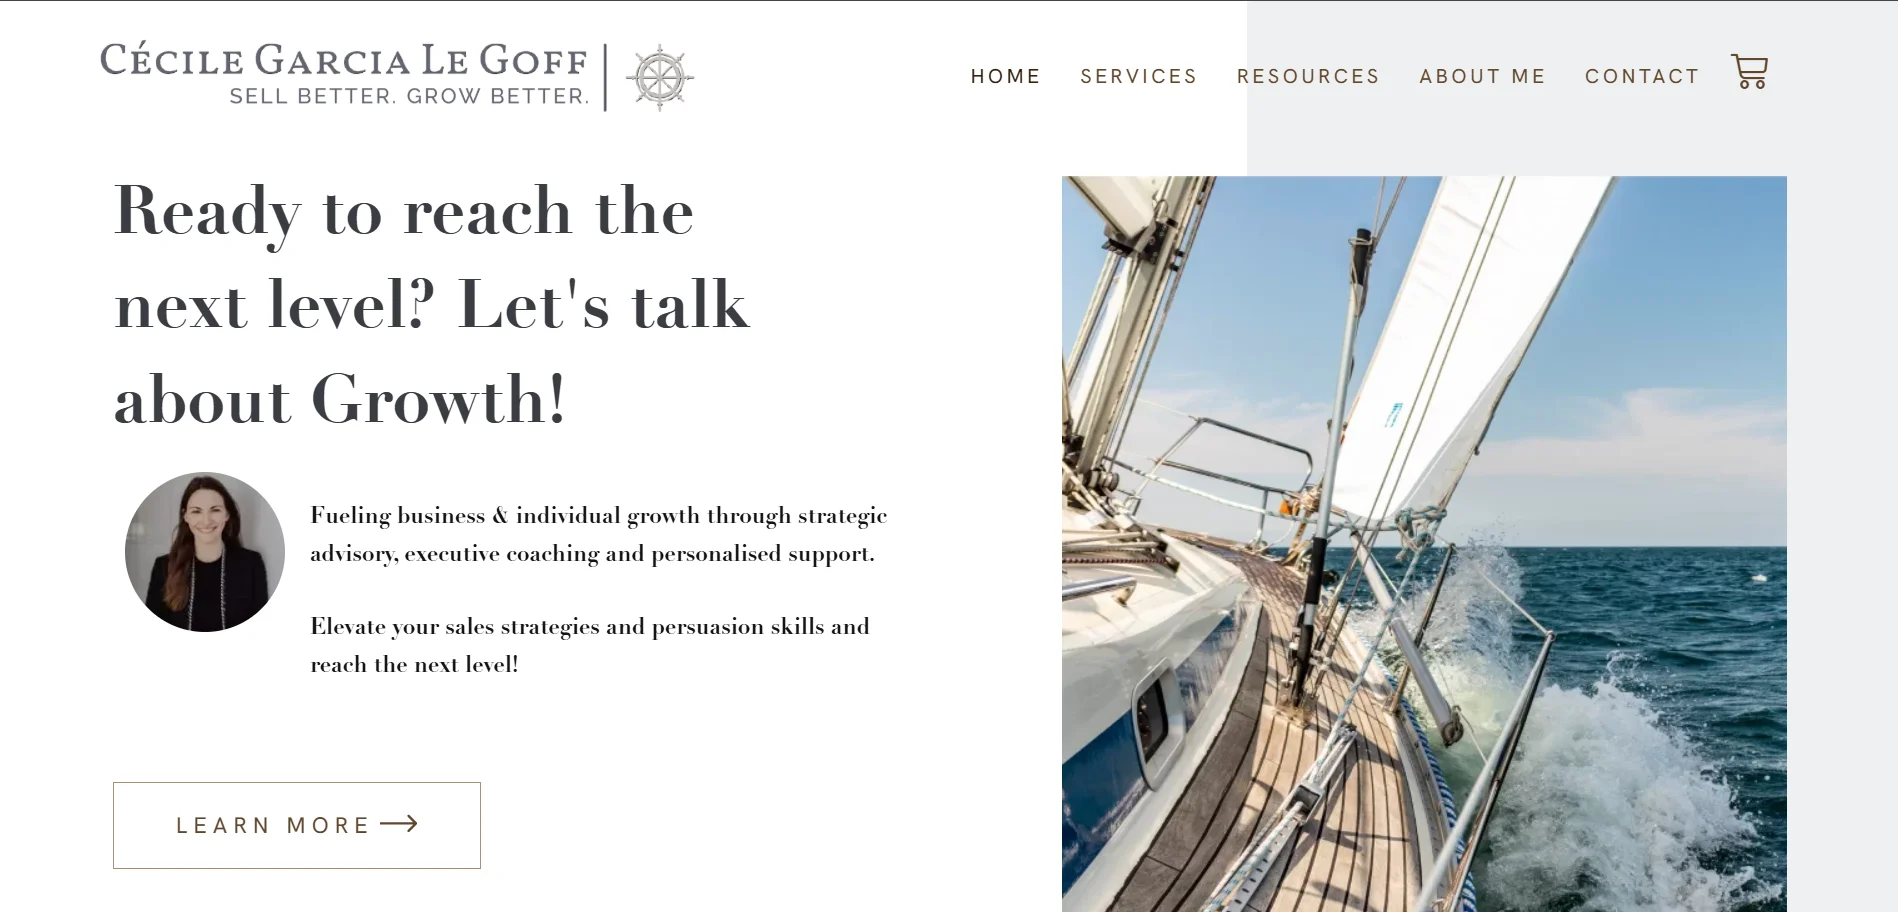 CÉCILE GARCIA LE GOFF
SELL BETTER. GROW BETTER.
HOME SERVICES RESOURCES ABOUT ME CONTACT
Ready to reach the
next level? Let's talk
about Growth!
Fueling business & individual growth through strategic
advisory, executive coaching and personalised support.
Elevate your sales strategies and persuasion skills and
reach the next level!
LEARN MORE